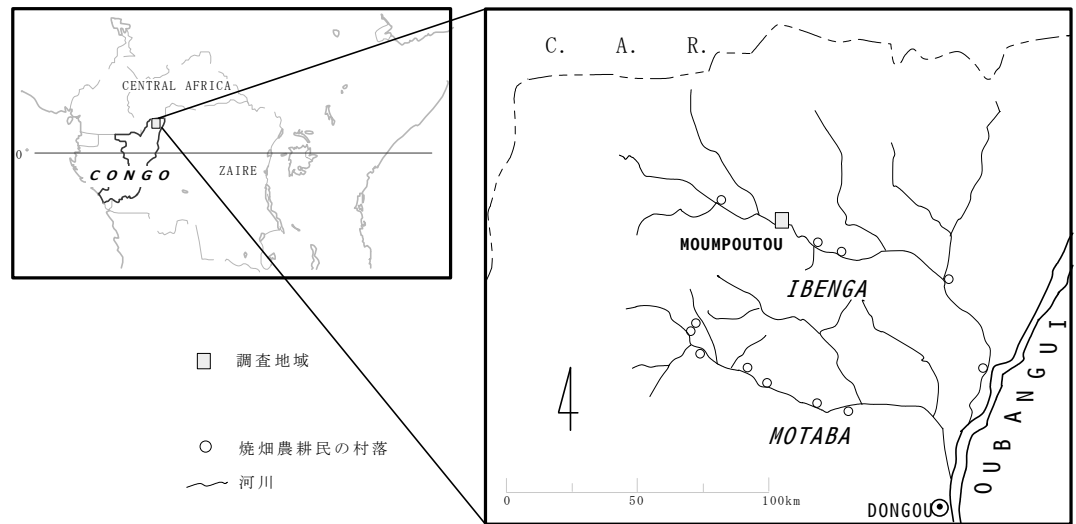 CENTRAL AFRICA
0°
CONGO
ZAIRE
調査地域
焼畑農耕民の村落
河川
C. A. R.
MOUMPOUTOU
IBENGA
MOTABA
OUBANGUI
DONGOU
0 50 100km